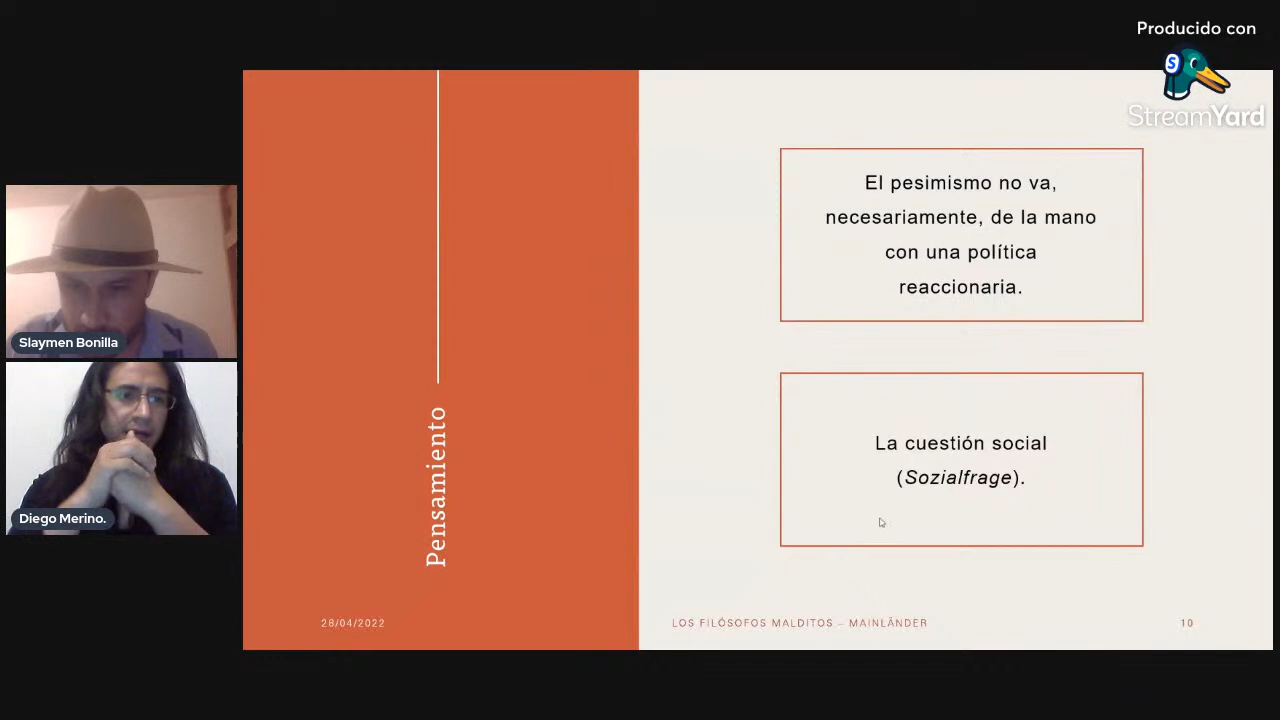 Producido con
StreamYard
S
Slaymen Bonilla
Diego Merino.
Pensamiento
El pesimismo no va,
necesariamente, de la mano
con una política
reaccionaria.
La cuestión social
(Sozialfrage).
28/04/2022
LOS FILÓSOFOS MALDITOS – MAINLÄNDER
10